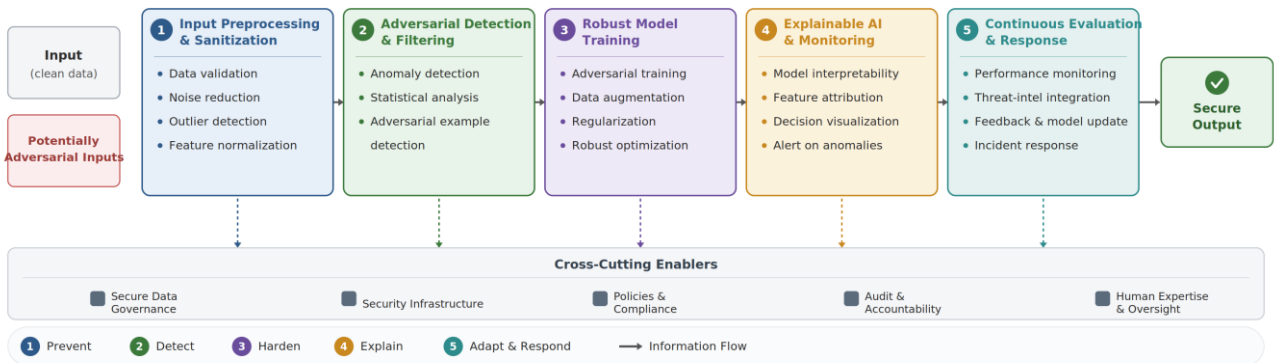 Input
(clean data)
Potentially
Adversarial Inputs
1 Input Preprocessing
& Sanitization
• Data validation
• Noise reduction
• Outlier detection
• Feature normalization
2 Adversarial Detection
& Filtering
• Anomaly detection
• Statistical analysis
• Adversarial example
detection
3 Robust Model
Training
• Adversarial training
• Data augmentation
• Regularization
• Robust optimization
4 Explainable AI
& Monitoring
• Model interpretability
• Feature attribution
• Decision visualization
• Alert on anomalies
5 Continuous Evaluation
& Response
• Performance monitoring
• Threat-intel integration
• Feedback & model update
• Incident response
Secure
Output
Cross-Cutting Enablers
Secure Data
Governance
Security Infrastructure
Policies &
Compliance
Audit &
Accountability
Human Expertise
& Oversight
1 Prevent 2 Detect 3 Harden 4 Explain 5 Adapt & Respond Information Flow